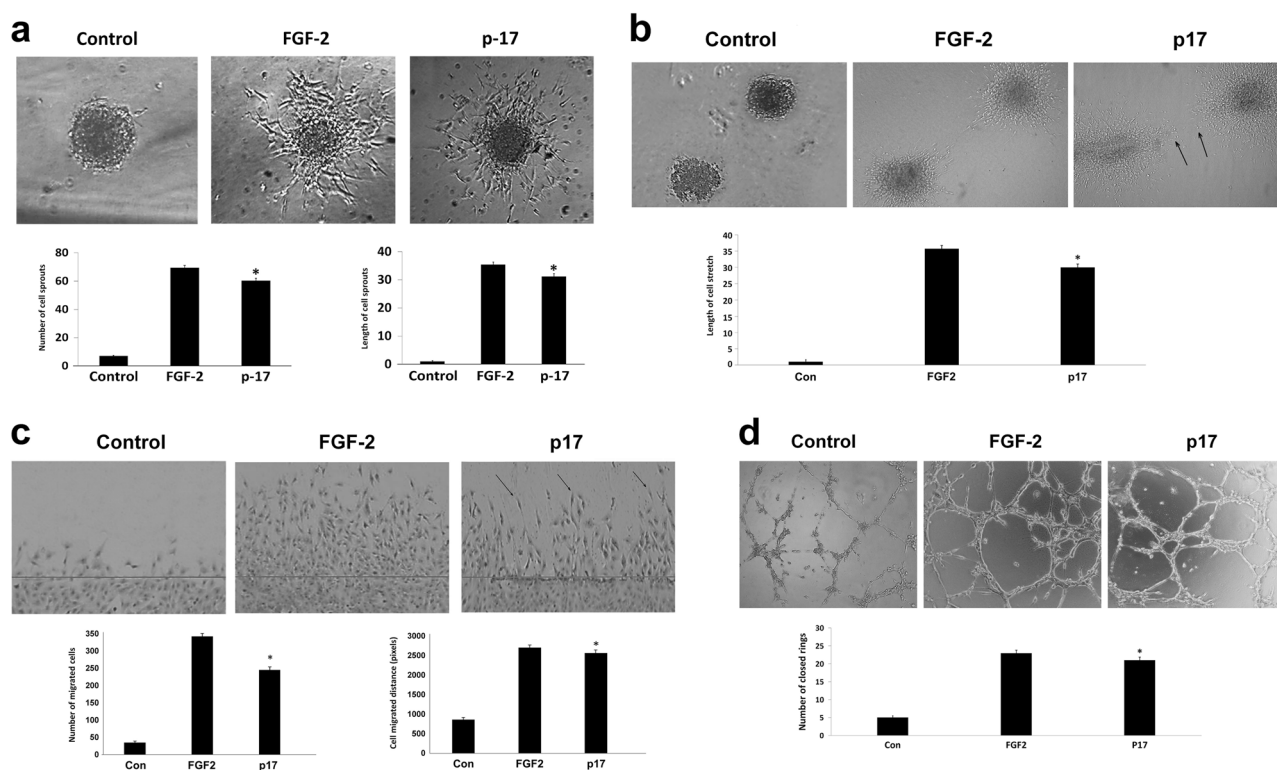 a
Control FGF-2 p-17
Number of cell sprouts
80
60
40
20
0
*
Control FGF-2 p-17
Length of cell sprouts
40
30
20
10
0
*
Control FGF-2 p-17
b
Control FGF-2 p17
Length of cell stretch
40
35
30
25
20
15
10
5
0
*
Con FGF2 p17
c
Control FGF-2 p17
Number of migrated cells
350
300
250
200
150
100
50
0
*
Con FGF2 p17
Cell migrated distance (pixels)
3000
2500
2000
1500
1000
500
0
*
Con FGF2 p17
d
Control FGF-2 p17
Number of closed rings
30
25
20
15
10
5
0
*
Con FGF2 P17